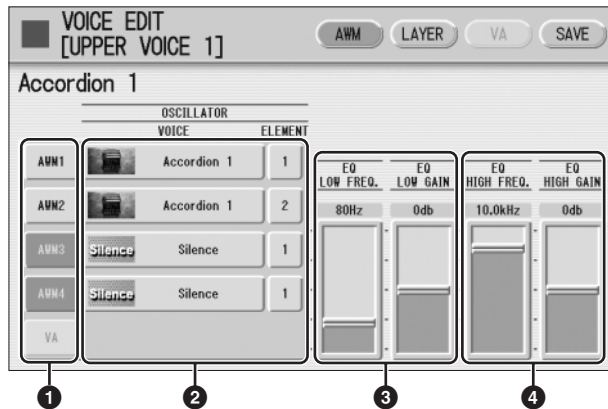 VOICE EDIT
[UPPER VOICE 1]
AWM
LAYER
VA
SAVE
Accordion 1
OSCILLATOR
VOICE ELEMENT
AWM1
Accordion 1
1
AWM2
Accordion 1
2
AWM3
Silence
Silence
1
AWM4
Silence
Silence
1
VA
EQ
LOW FREQ.
EQ
LOW GAIN
EQ
HIGH FREQ.
EQ
HIGH GAIN
80Hz
0db
10.0kHz
0db
1
2
3
4